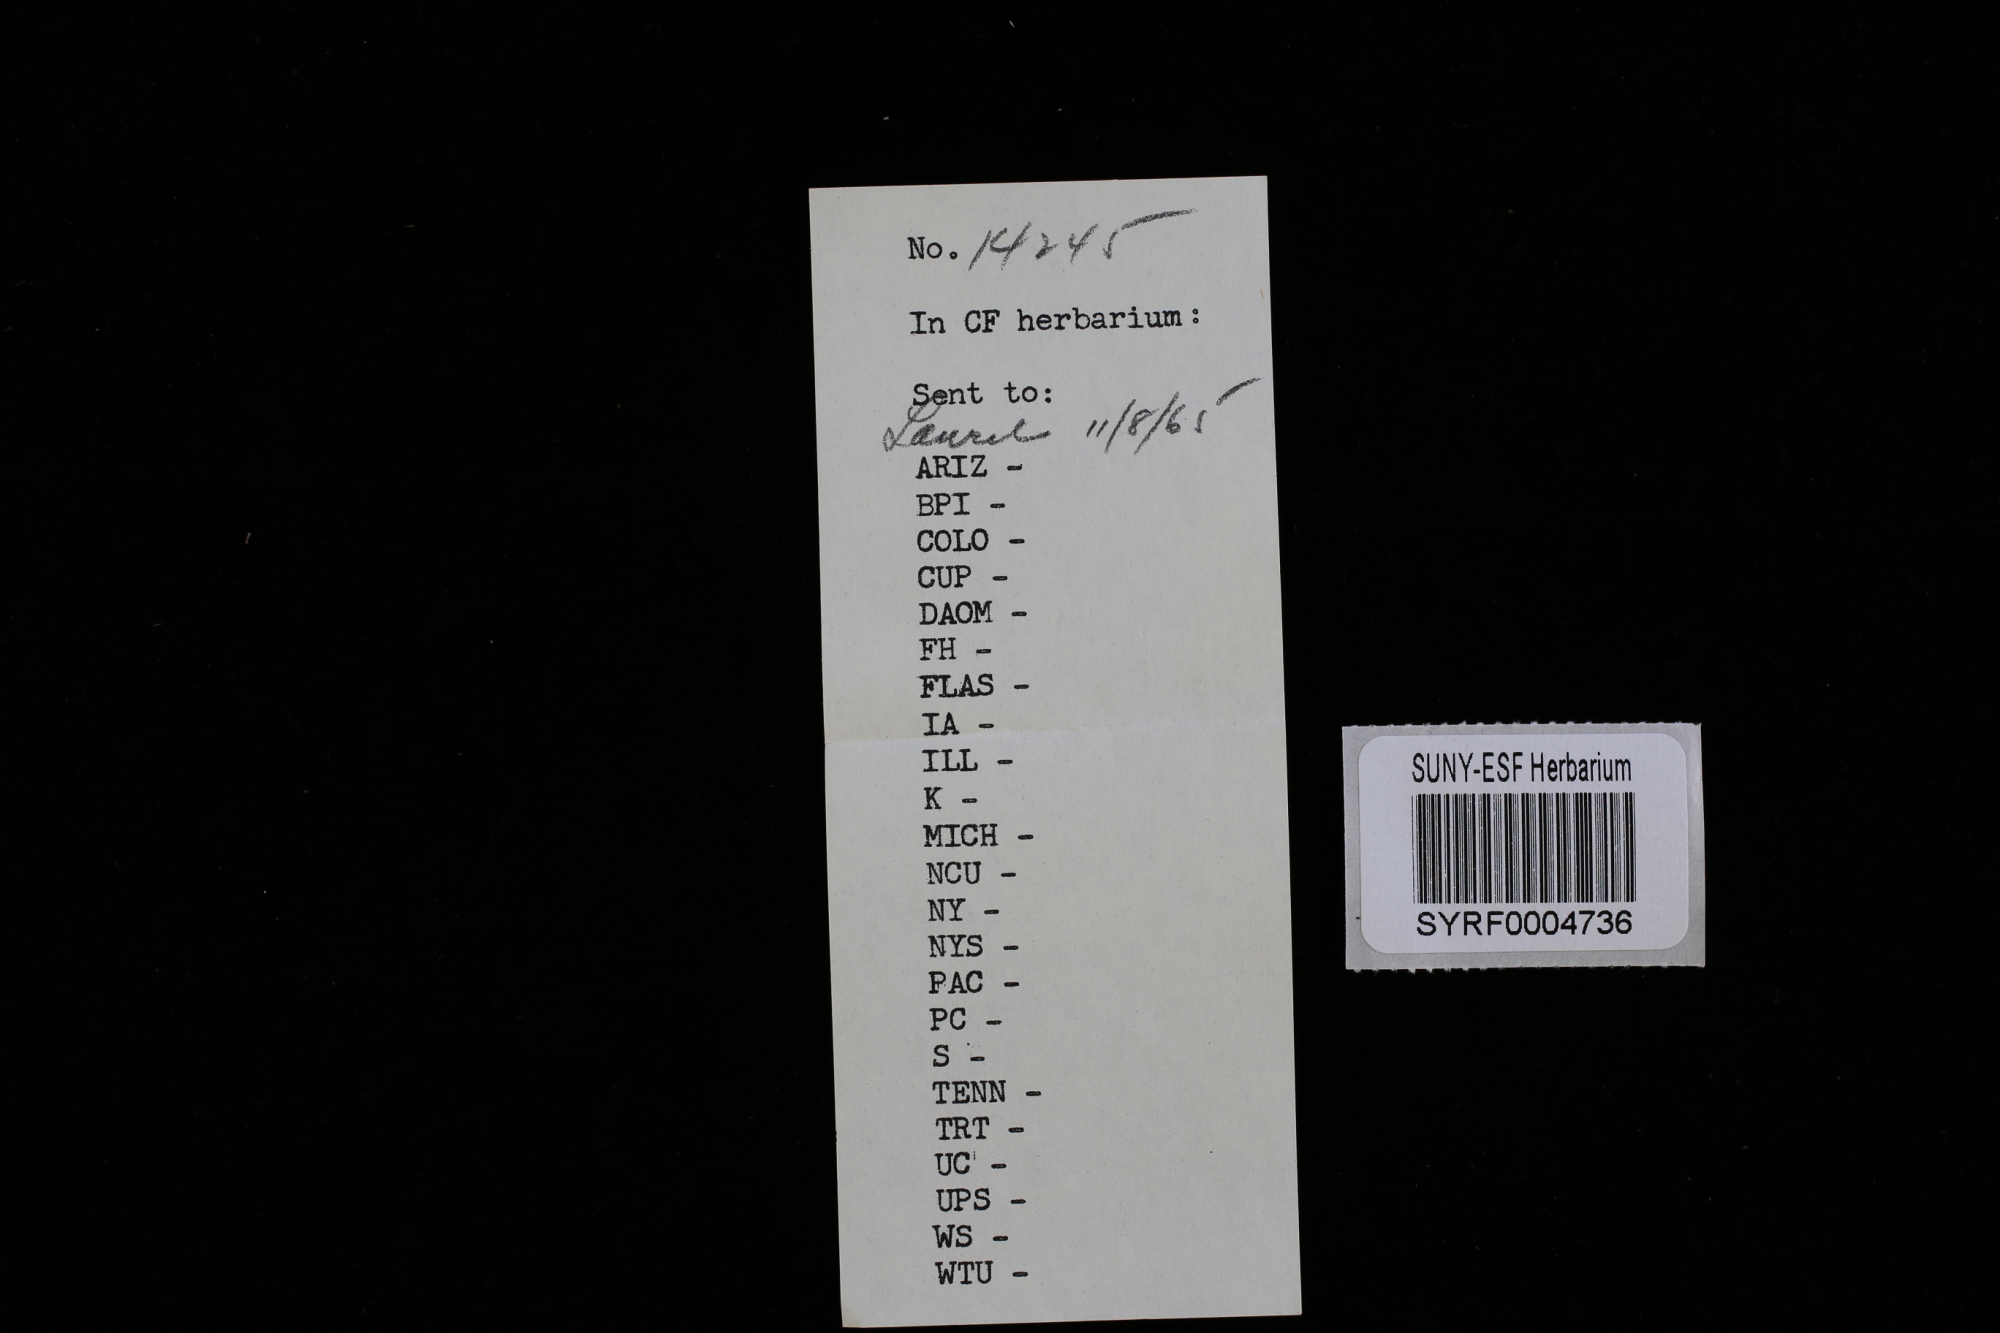 No. 14245
In CF herbarium:
Sent to:
Laurel 11/8/65
ARIZ -
BPI -
COLO -
CUP -
DAOM -
FH -
FLAS -
IA -
ILL -
K -
MICH -
NCU -
NY -
NYS -
PAC -
PC -
S -
TENN -
TRT -
UC -
UPS -
WS -
WTU -
SUNY-ESF Herbarium
SYRF0004736